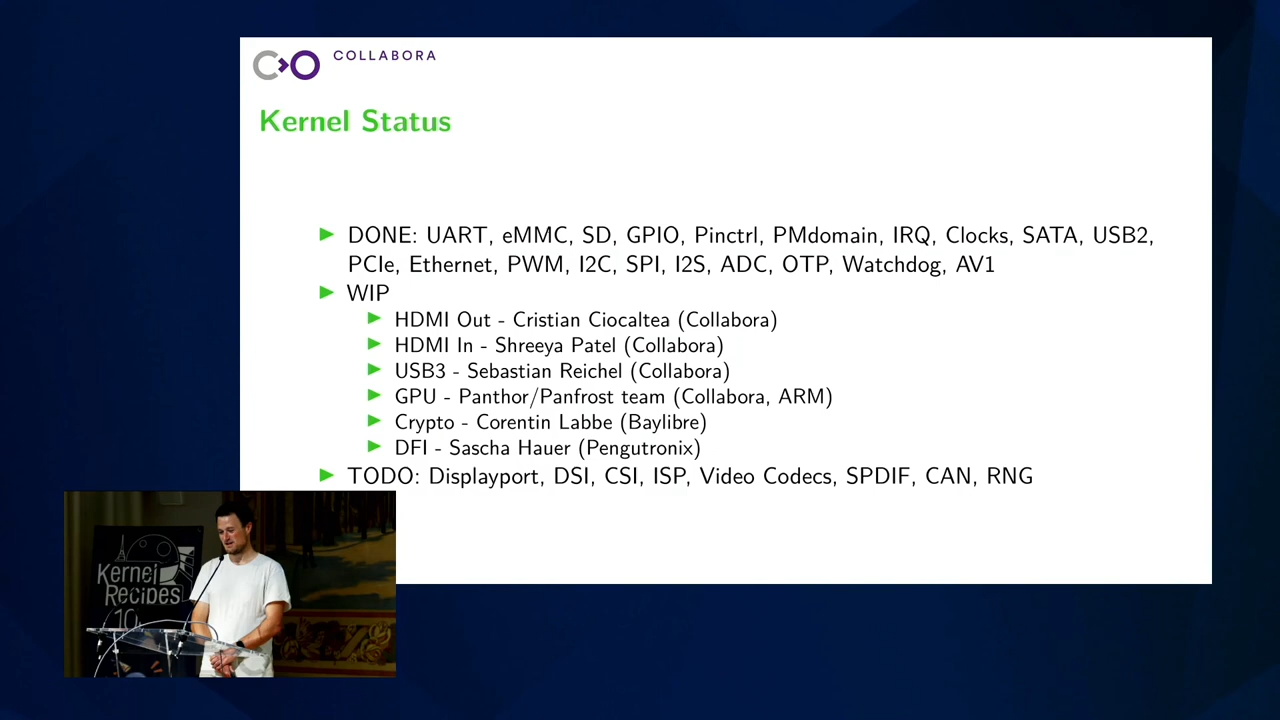 COLLABORA
Kernel Status
DONE: UART, eMMC, SD, GPIO, Pinctrl, PMdomain, IRQ, Clocks, SATA, USB2,
PCIe, Ethernet, PWM, I2C, SPI, I2S, ADC, OTP, Watchdog, AV1
WIP
HDMI Out - Cristian Ciocaltea (Collabora)
HDMI In - Shreeya Patel (Collabora)
USB3 - Sebastian Reichel (Collabora)
GPU - Panthor/Panfrost team (Collabora, ARM)
Crypto - Corentin Labbe (Baylibre)
DFI - Sascha Hauer (Pengutronix)
TODO: Displayport, DSI, CSI, ISP, Video Codecs, SPDIF, CAN, RNG
Kernel
Recipes
10